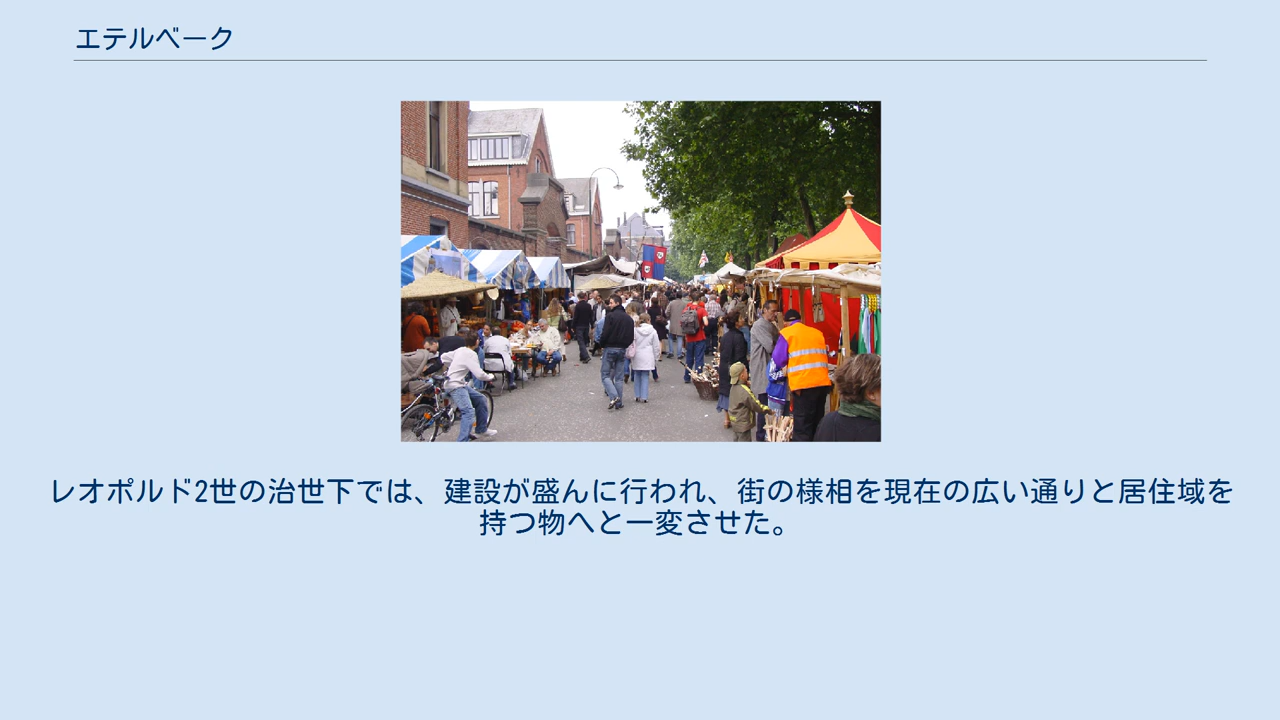 エテルベーク
レオポルド2世の治世下では、建設が盛んに行われ、街の様相を現在の広い通りと居住域を
持つ物へと一変させた。